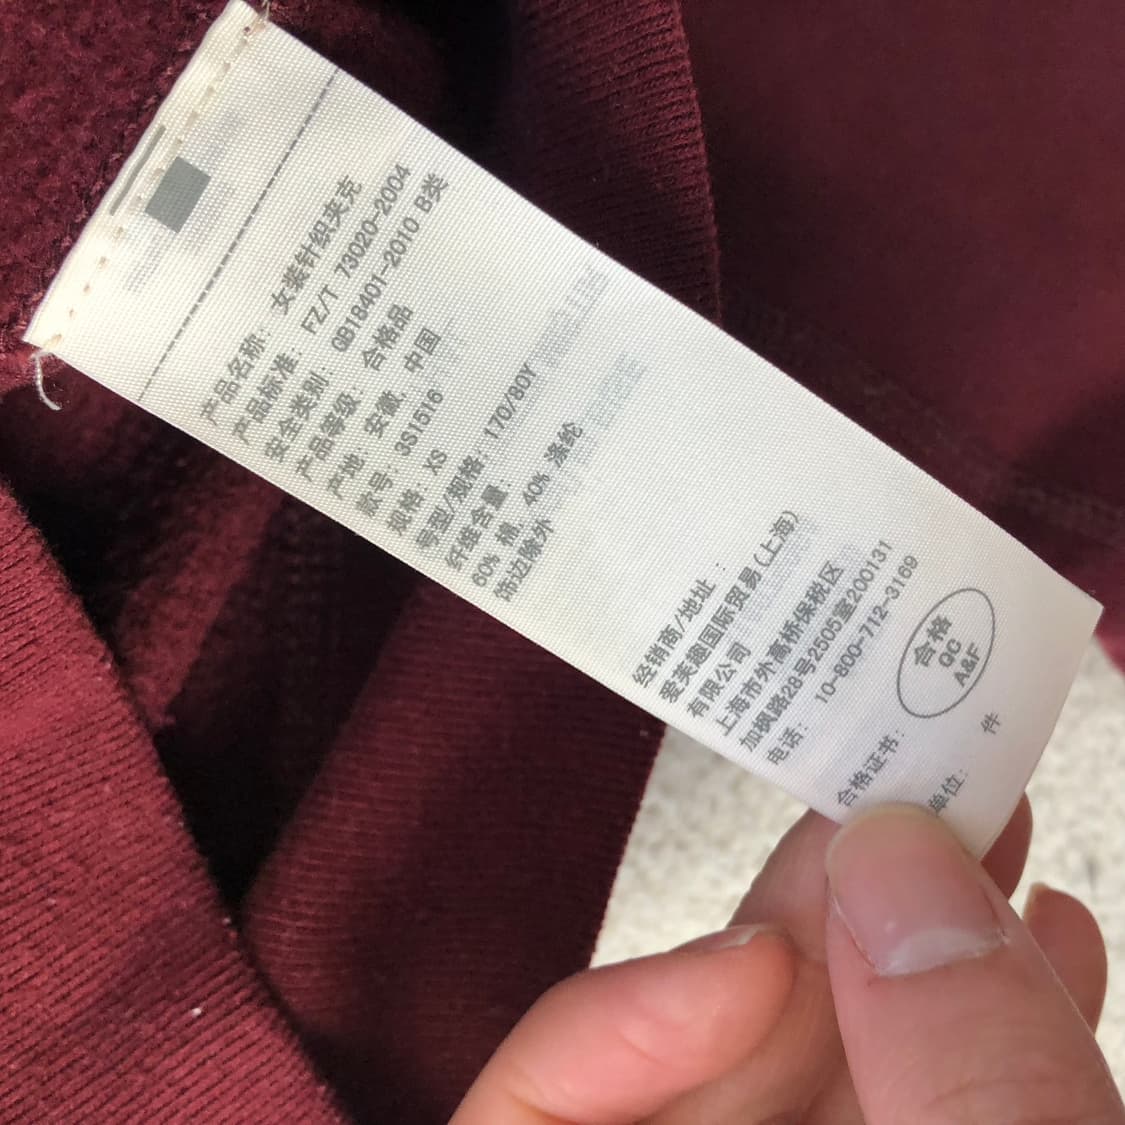 产品名称: 女装针织夹克
产品标准: FZ/T 73020-2004
安全类别: GB18401-2010 B类
产品等级: 合格品
产地: 安徽, 中国
款号: 3S1516
规格: XS
号型/规格: 170/80Y
纤维含量:
60% 棉, 40% 涤纶
饰边除外
经销商/地址:
爱芙趣国际贸易(上海)
有限公司
上海市外高桥保税区
加枫路28号2505室200131
电话: 10-800-712-3169
合格证书: 合格
QC
A&F
单位: 件